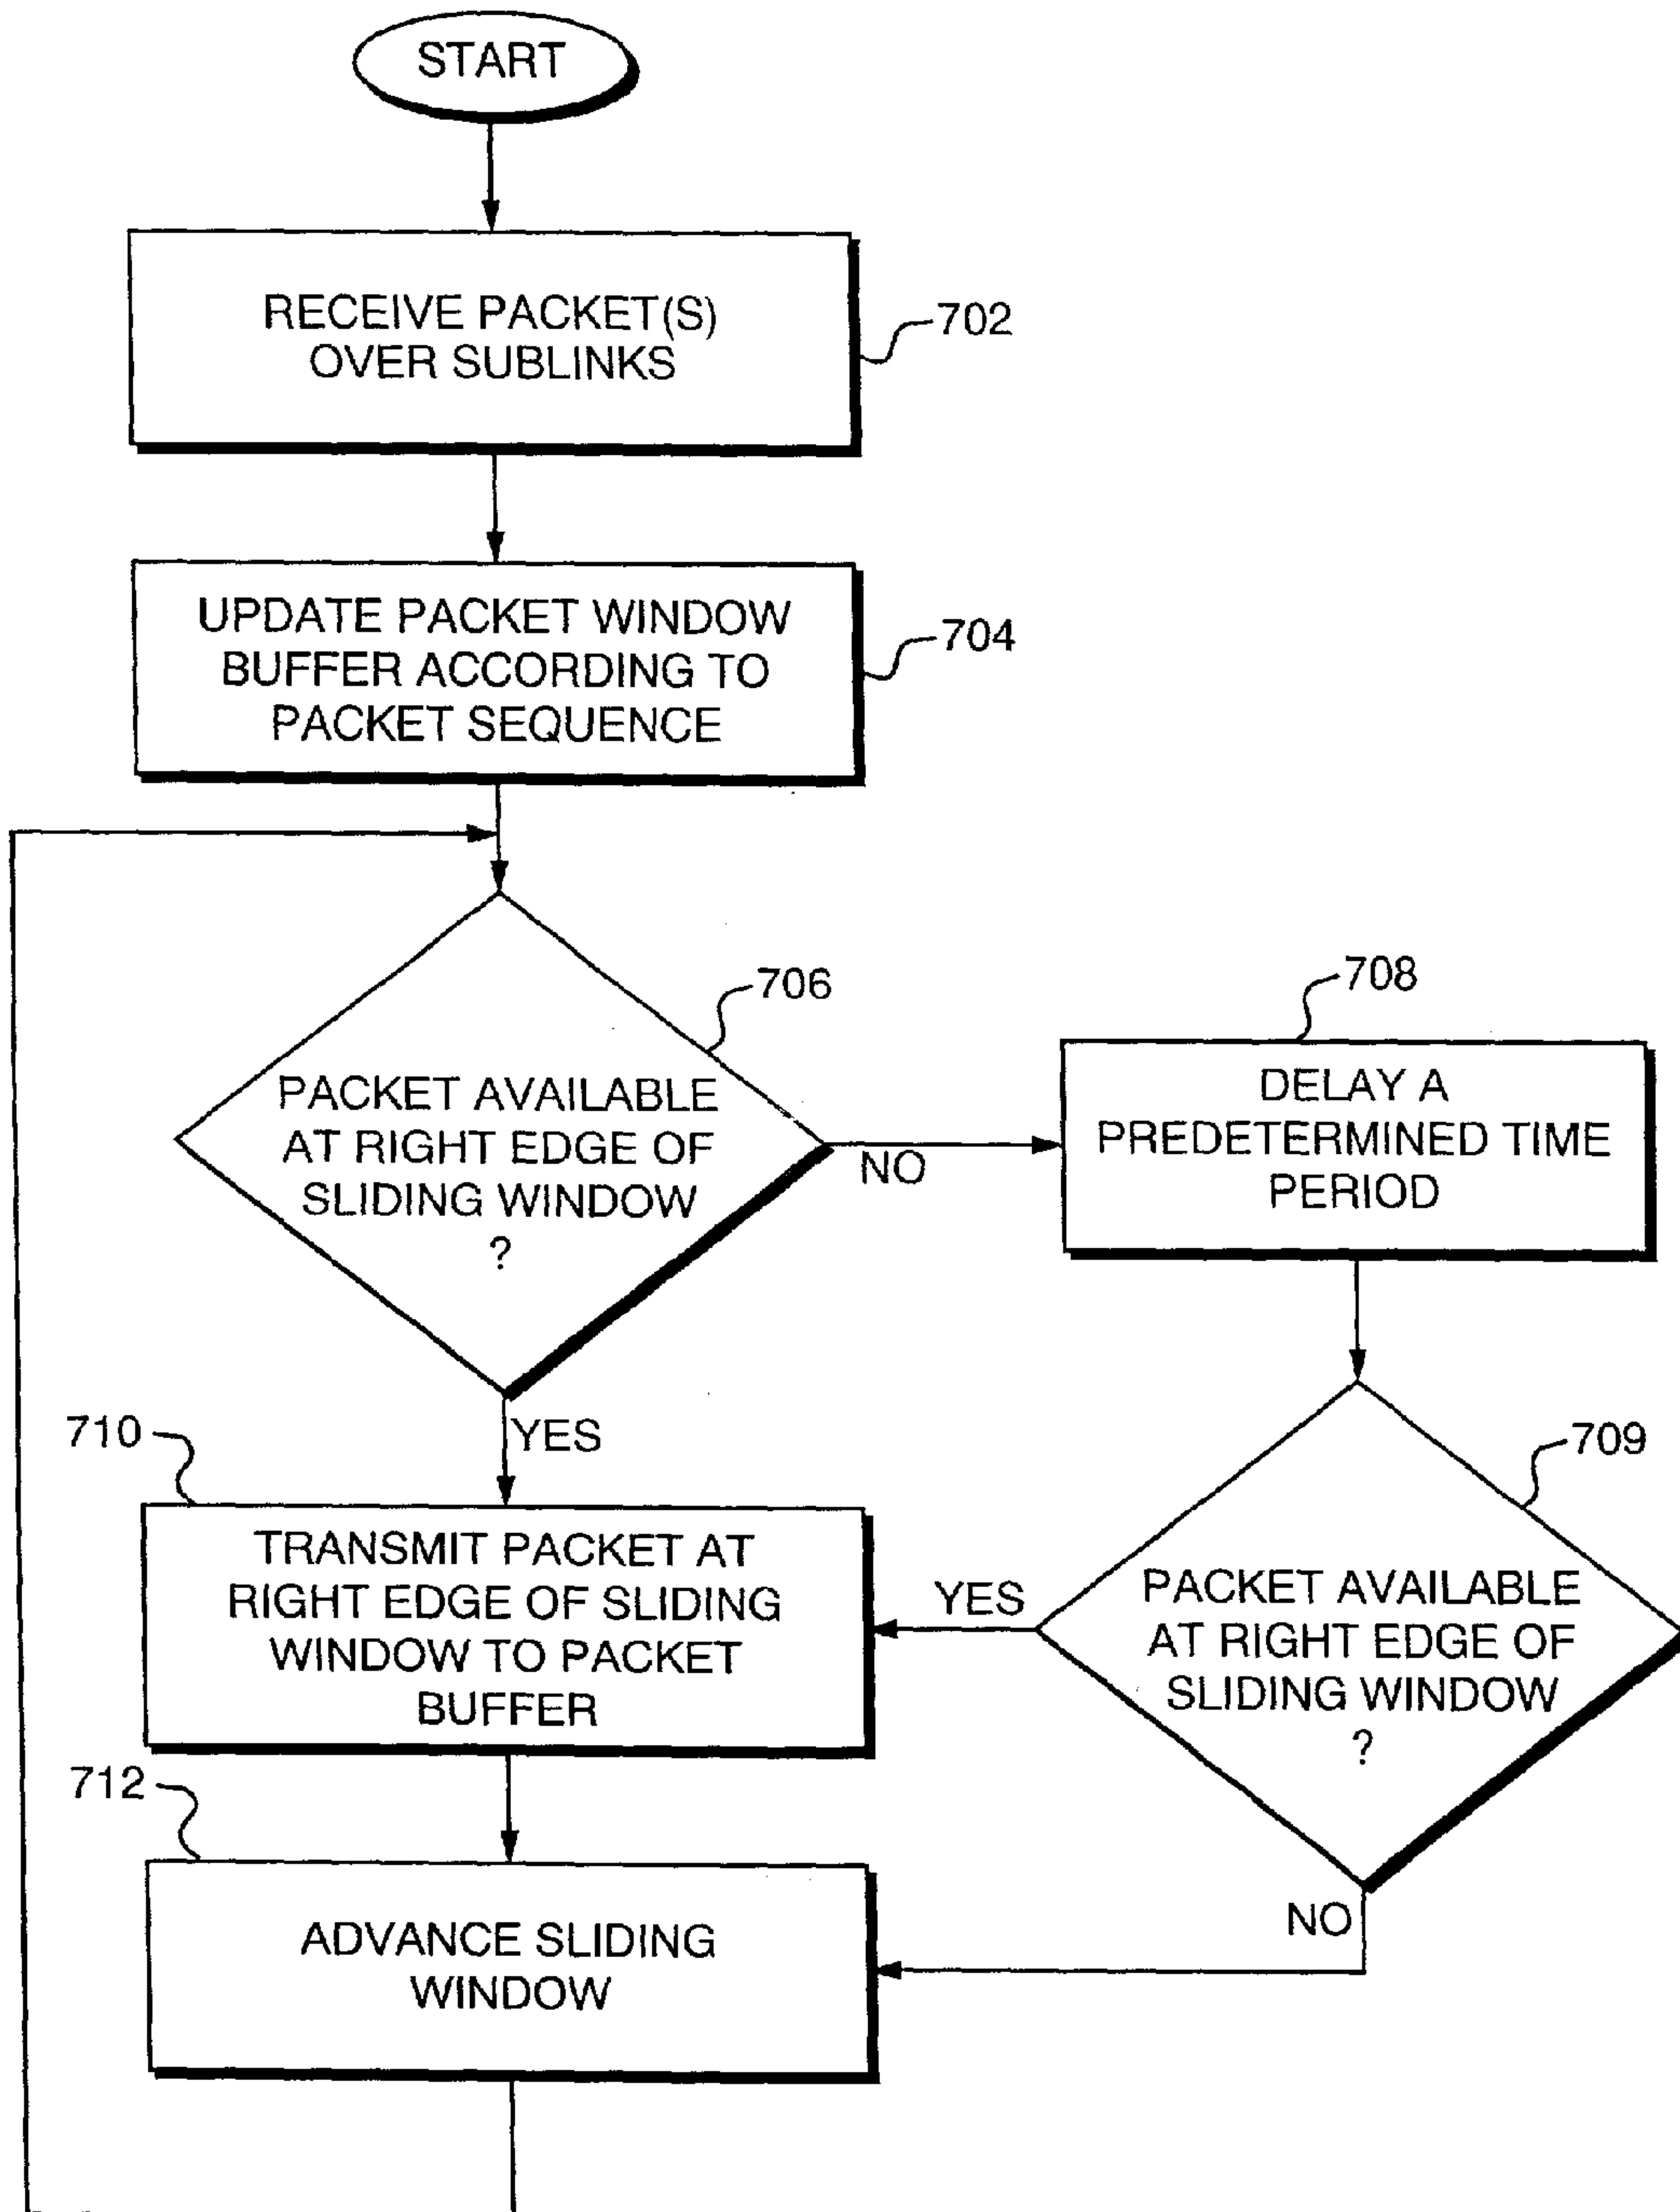 START
RECEIVE PACKET(S)
OVER SUBLINKS
702
UPDATE PACKET WINDOW
BUFFER ACCORDING TO
PACKET SEQUENCE
704
706
PACKET AVAILABLE
AT RIGHT EDGE OF
SLIDING WINDOW
?
NO
708
DELAY A
PREDETERMINED TIME
PERIOD
YES
710
TRANSMIT PACKET AT
RIGHT EDGE OF SLIDING
WINDOW TO PACKET
BUFFER
YES
709
PACKET AVAILABLE
AT RIGHT EDGE OF
SLIDING WINDOW
?
NO
712
ADVANCE SLIDING
WINDOW